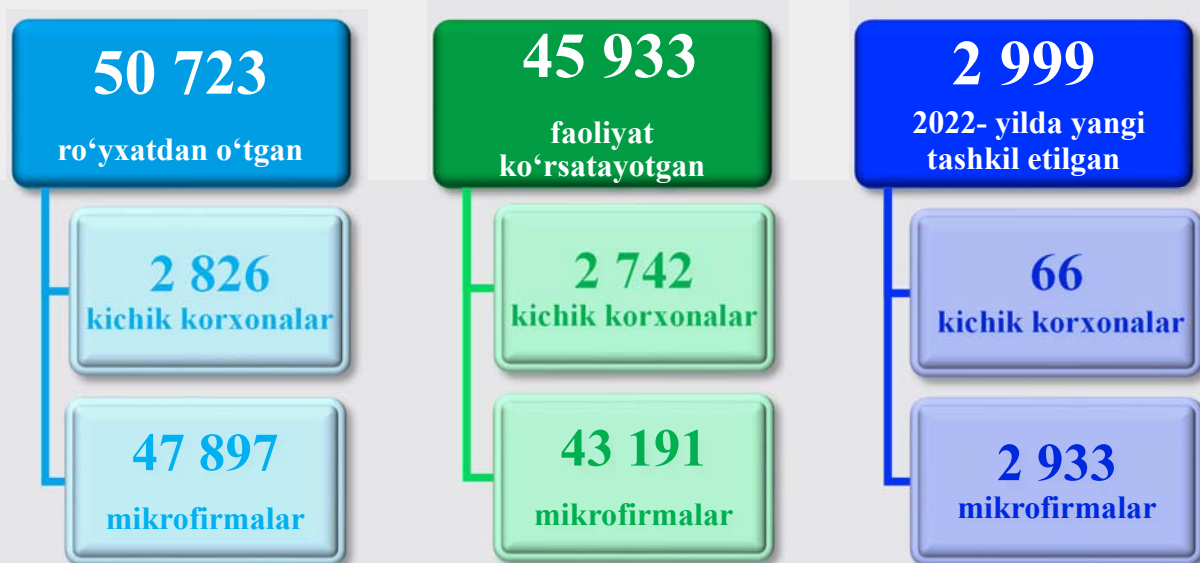 50 723
ro‘yxatdan o‘tgan
2 826
kichik korxonalar
47 897
mikrofirmalar
45 933
faoliyat
ko‘rsatayotgan
2 742
kichik korxonalar
43 191
mikrofirmalar
2 999
2022- yilda yangi
tashkil etilgan
66
kichik korxonalar
2 933
mikrofirmalar